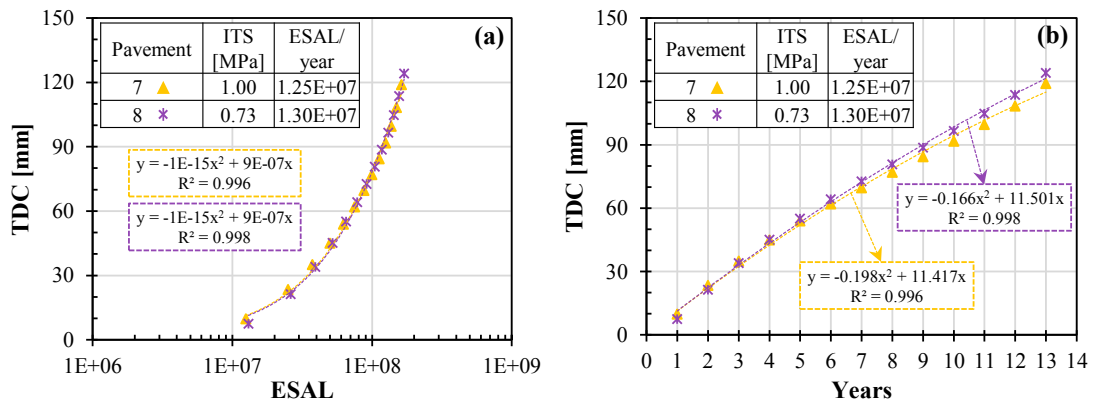 (a)
Pavement ITS [MPa] ESAL/ year
7 1.00 1.25E+07
8 0.73 1.30E+07
y = -1E-15x² + 9E-07x
R² = 0.996
y = -1E-15x² + 9E-07x
R² = 0.998
TDC [mm]
150
120
90
60
30
0
1E+06 1E+07 1E+08 1E+09
ESAL
(b)
Pavement ITS [MPa] ESAL/ year
7 1.00 1.25E+07
8 0.73 1.30E+07
y = -0.166x² + 11.501x
R² = 0.998
y = -0.198x² + 11.417x
R² = 0.996
TDC [mm]
150
120
90
60
30
0
0 1 2 3 4 5 6 7 8 9 10 11 12 13 14
Years